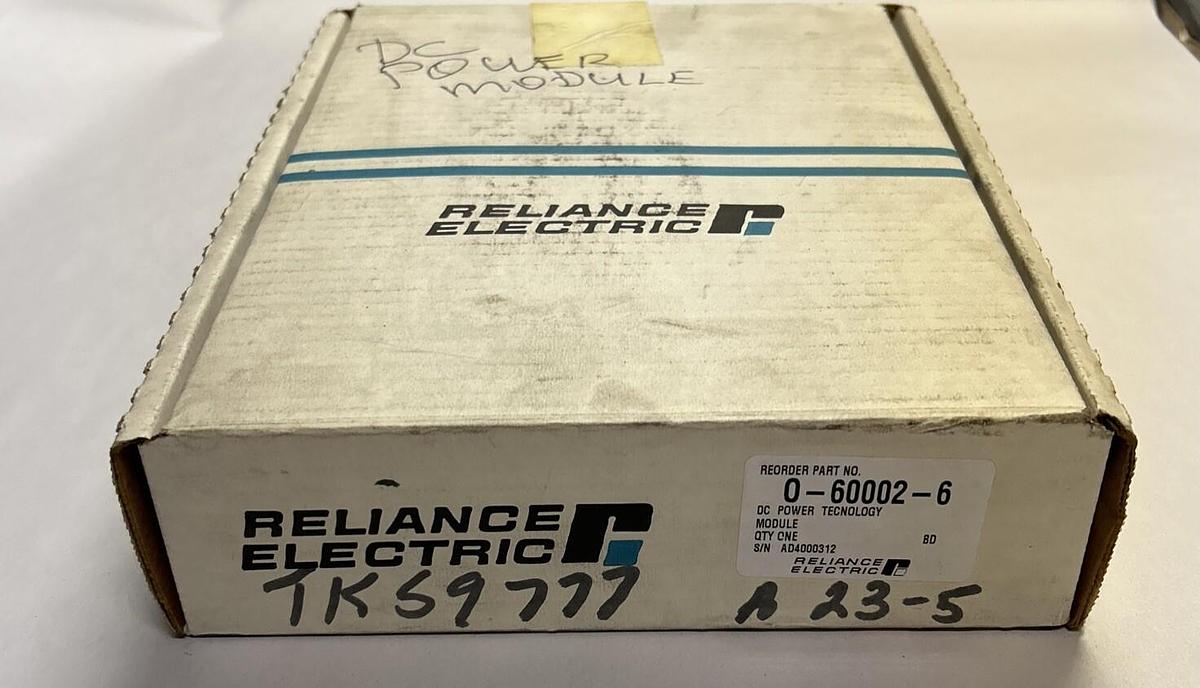 DC
POWER
MODULE
RELIANCE
ELECTRIC
RELIANCE
ELECTRIC
REORDER PART NO.
0-60002-6
DC POWER TECNOLOGY
MODULE
QTY ONE BD
S/N AD4000312
RELIANCE
ELECTRIC
TKS9777 A 23-5